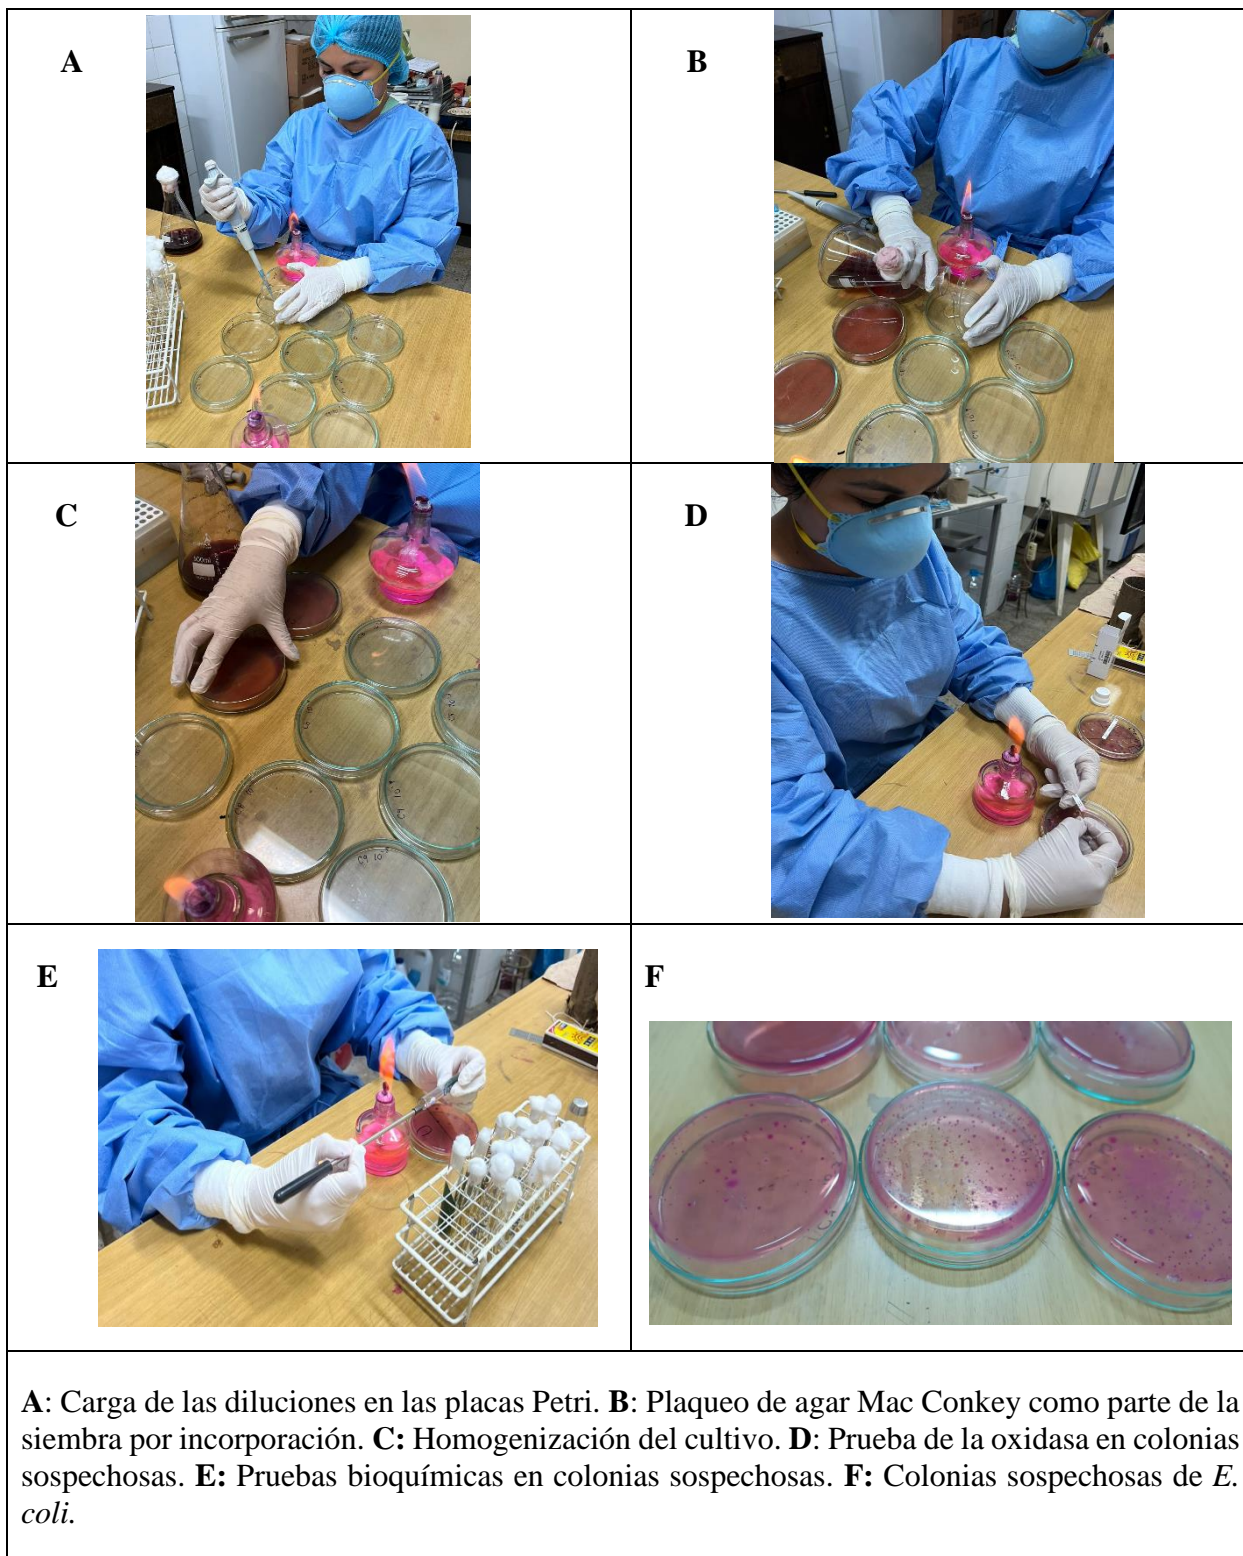 A
B
C
D
E
F
A: Carga de las diluciones en las placas Petri. B: Plaqueo de agar Mac Conkey como parte de la
siembra por incorporación. C: Homogenización del cultivo. D: Prueba de la oxidasa en colonias
sospechosas. E: Pruebas bioquímicas en colonias sospechosas. F: Colonias sospechosas de E.
coli.